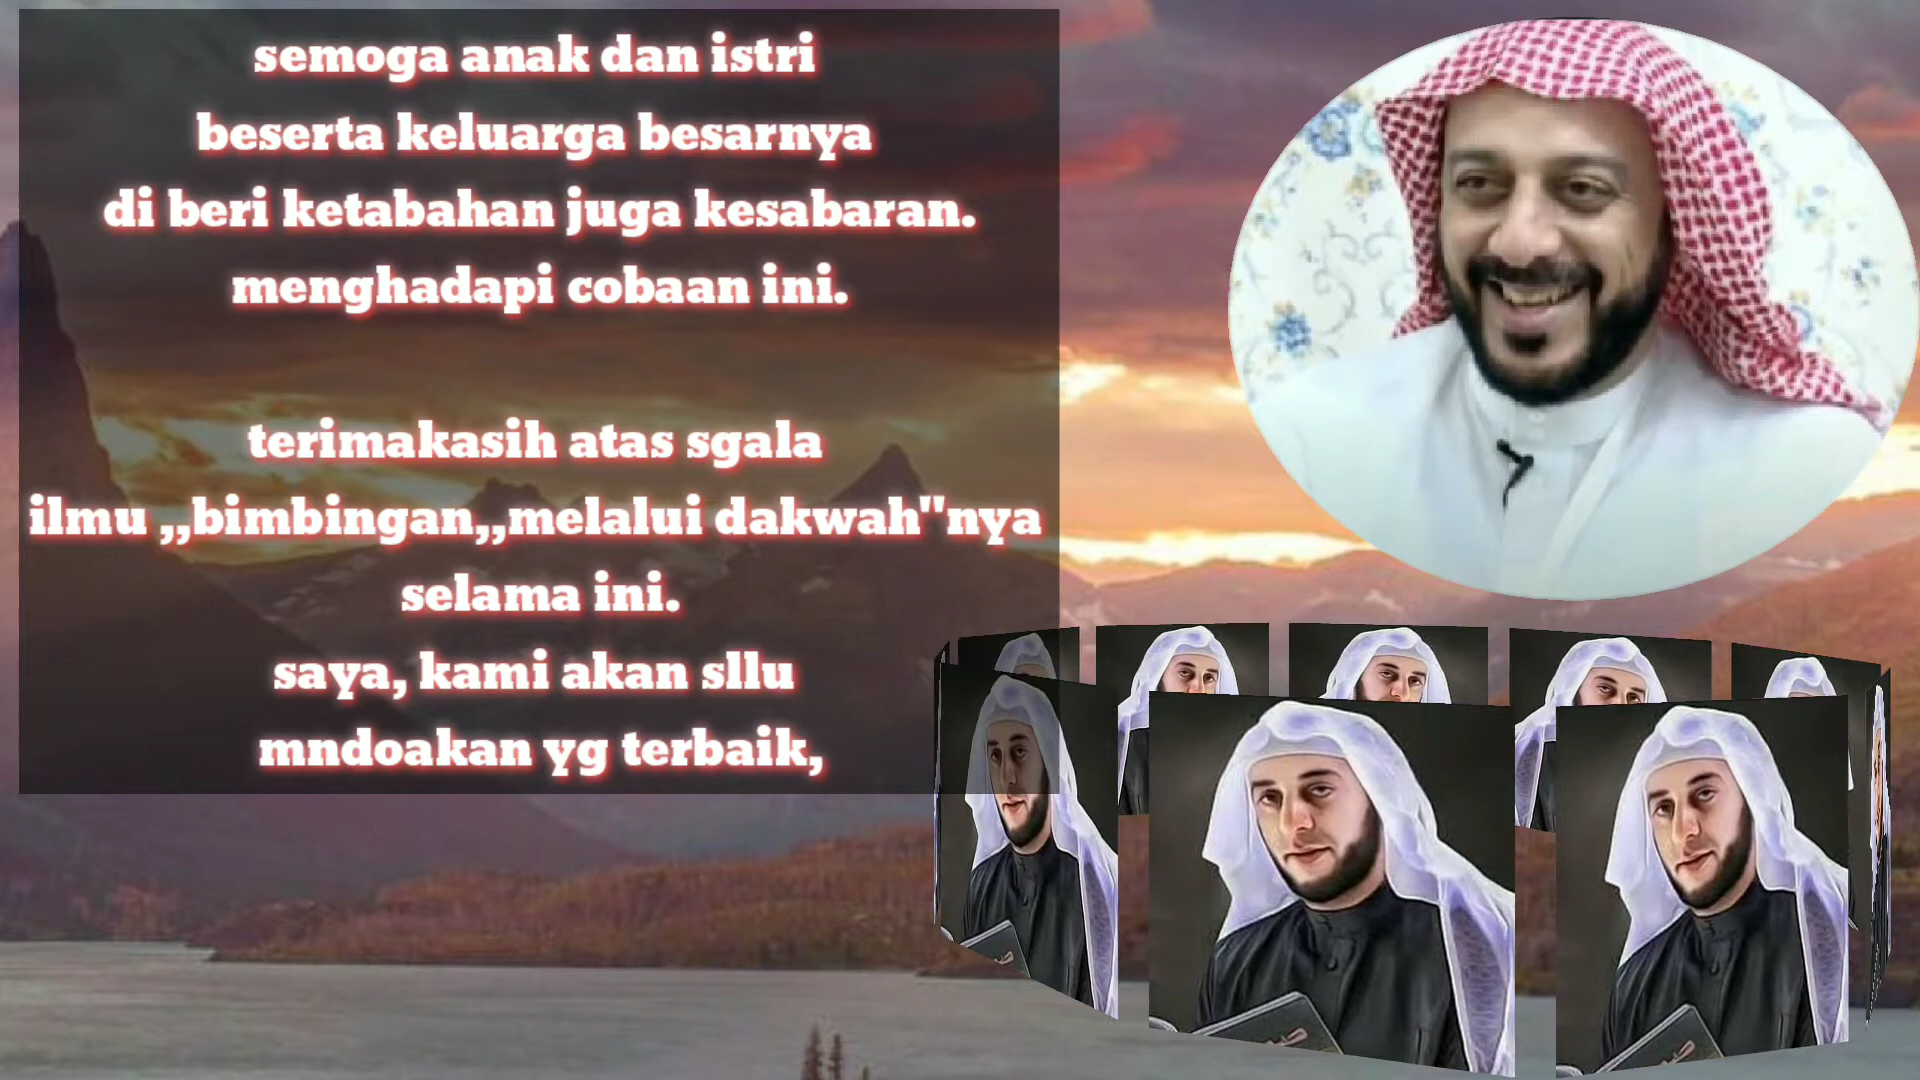 semoga anak dan istri
beserta keluarga besarnya
di beri ketabahan juga kesabaran.
menghadapi cobaan ini.
terimakasih atas sgala
ilmu ,,bimbingan,,melalui dakwah"nya
selama ini.
saya, kami akan sllu
mndoakan yg terbaik,